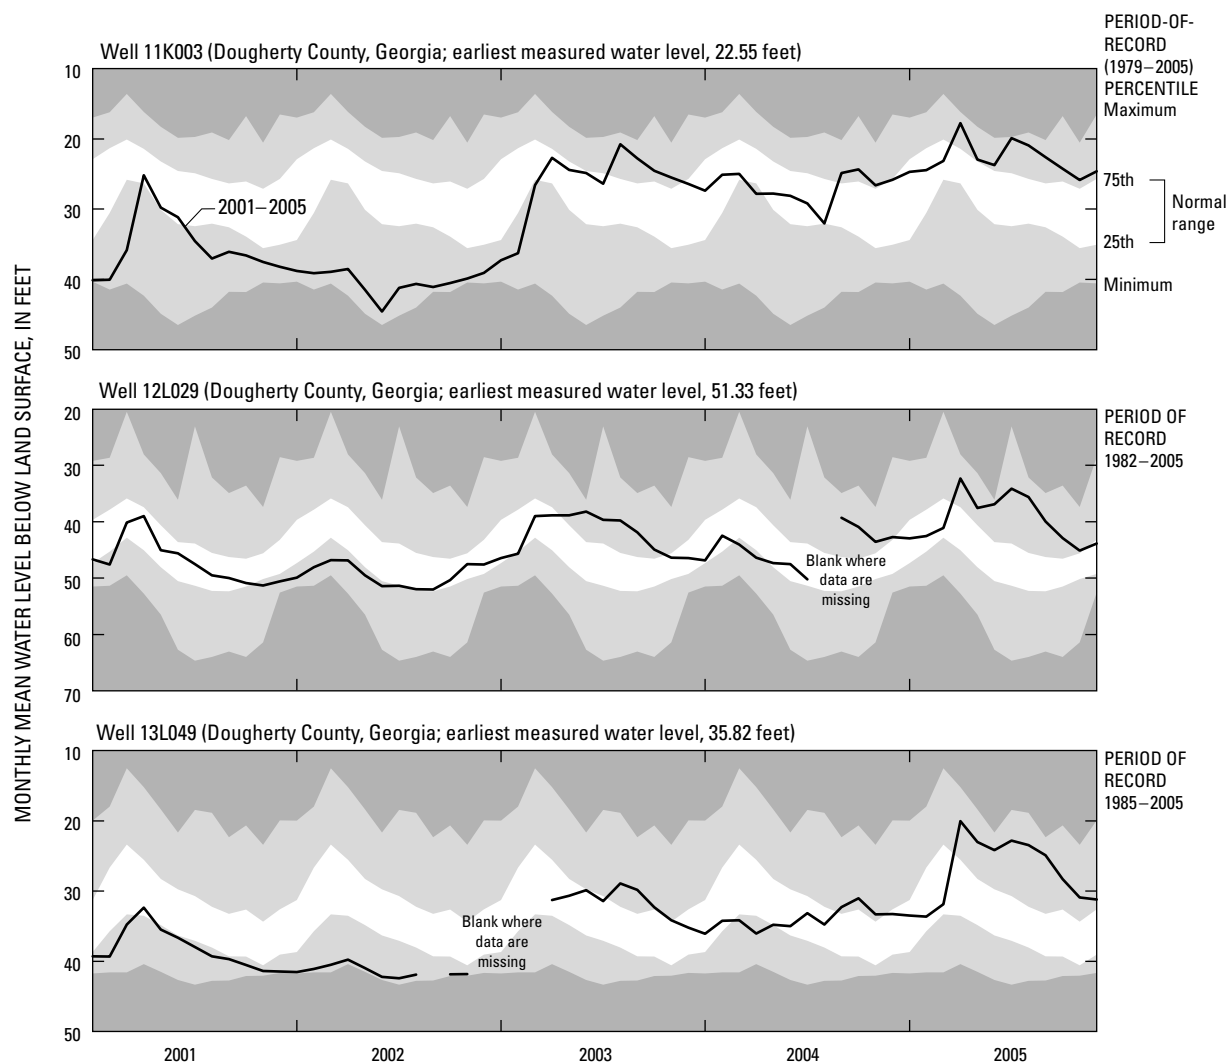 MONTHLY MEAN WATER LEVEL BELOW LAND SURFACE, IN FEET
Well 11K003 (Dougherty County, Georgia; earliest measured water level, 22.55 feet)
10
20
30
40
50
2001–2005
PERIOD-OF-
RECORD
(1979–2005)
PERCENTILE
Maximum
75th
Normal
range
25th
Minimum
Well 12L029 (Dougherty County, Georgia; earliest measured water level, 51.33 feet)
20
30
40
50
60
70
Blank where
data are
missing
PERIOD OF
RECORD
1982–2005
Well 13L049 (Dougherty County, Georgia; earliest measured water level, 35.82 feet)
10
20
30
40
50
Blank where
data are
missing
PERIOD OF
RECORD
1985–2005
2001 2002 2003 2004 2005